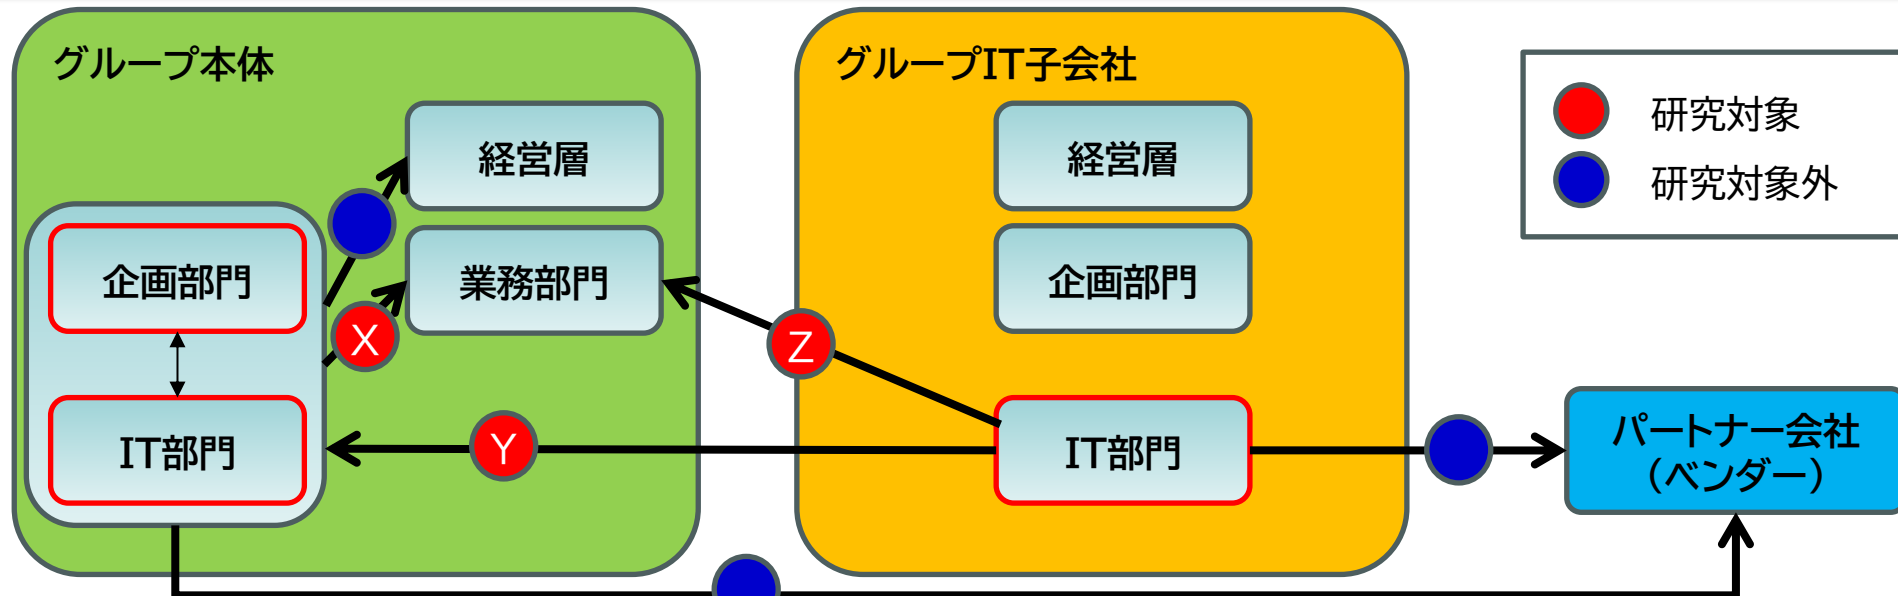 グループ本体
グループIT子会社
研究対象
研究対象外
経営層
経営層
企画部門
業務部門
企画部門
X
Z
Y
IT部門
IT部門
パートナー会社
(ベンダー)